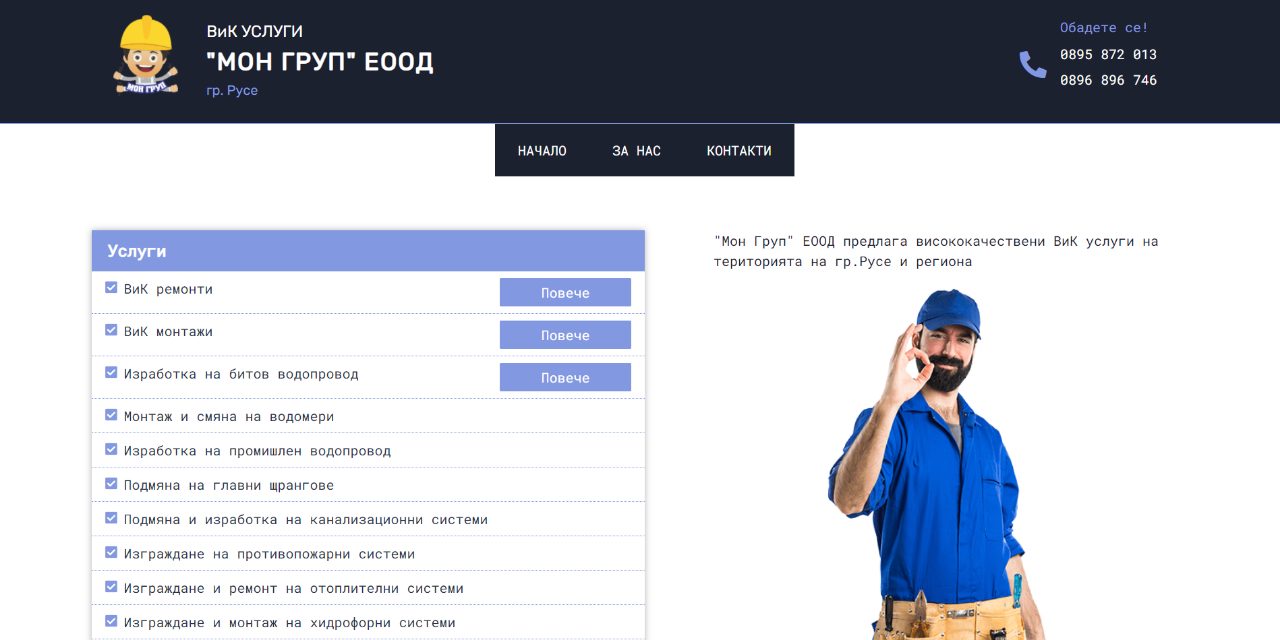 МОН ГРУП
ВиК УСЛУГИ
"МОН ГРУП" ЕООД
гр. Русе
Обадете се!
0895 872 013
0896 896 746
НАЧАЛО
ЗА НАС
КОНТАКТИ
Услуги
ВиК ремонти
Повече
ВиК монтажи
Повече
Изработка на битов водопровод
Повече
Монтаж и смяна на водомери
Изработка на промишлен водопровод
Подмяна на главни щрангове
Подмяна и изработка на канализационни системи
Изграждане на противопожарни системи
Изграждане и ремонт на отоплителни системи
Изграждане и монтаж на хидрофорни системи
"Мон Груп" ЕООД предлага висококачествени ВиК услуги на
територията на гр.Русе и региона